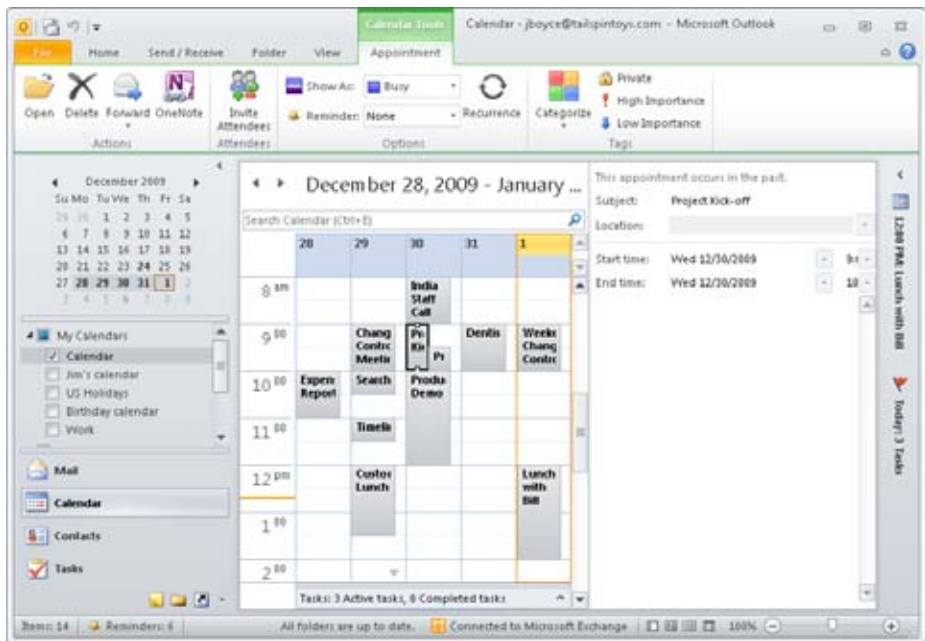 Calendar Tools
Calendar - jboyce@tailspintoys.com - Microsoft Outlook
File
Home
Send / Receive
Folder
View
Appointment
Open
Delete
Forward
OneNote
Invite Attendees
Show As: Busy
Reminder: None
Recurrence
Categorize
Private
High Importance
Low Importance
Actions
Attendees
Options
Tags
December 2009
Su Mo Tu We Th Fr Sa
29 30 1 2 3 4 5
6 7 8 9 10 11 12
13 14 15 16 17 18 19
20 21 22 23 24 25 26
27 28 29 30 31 1 2
3 4 5 6 7 8 9
My Calendars
Calendar
Jim's calendar
US Holidays
Birthday calendar
Work
Mail
Calendar
Contacts
Tasks
December 28, 2009 - January ...
Search Calendar (Ctrl+E)
28 29 30 31 1
8 am
India
Staff
Call
9 00
Chang
Contro
Meetin
Pr
Kic
Pr
Dentis
Weekl
Chang
Contro
10 00
Expen
Report
Search
Produ
Demo
11 00
Timelin
12 pm
Custor
Lunch
Lunch
with
Bill
1 00
2 00
Tasks: 3 Active tasks, 0 Completed tasks
This appointment occurs in the past.
Subject: Project Kick-off
Location:
Start time: Wed 12/30/2009
End time: Wed 12/30/2009
12:00 PM: Lunch with Bill
Today: 3 Tasks
Items: 14
Reminders: 6
All folders are up to date.
Connected to Microsoft Exchange
100%